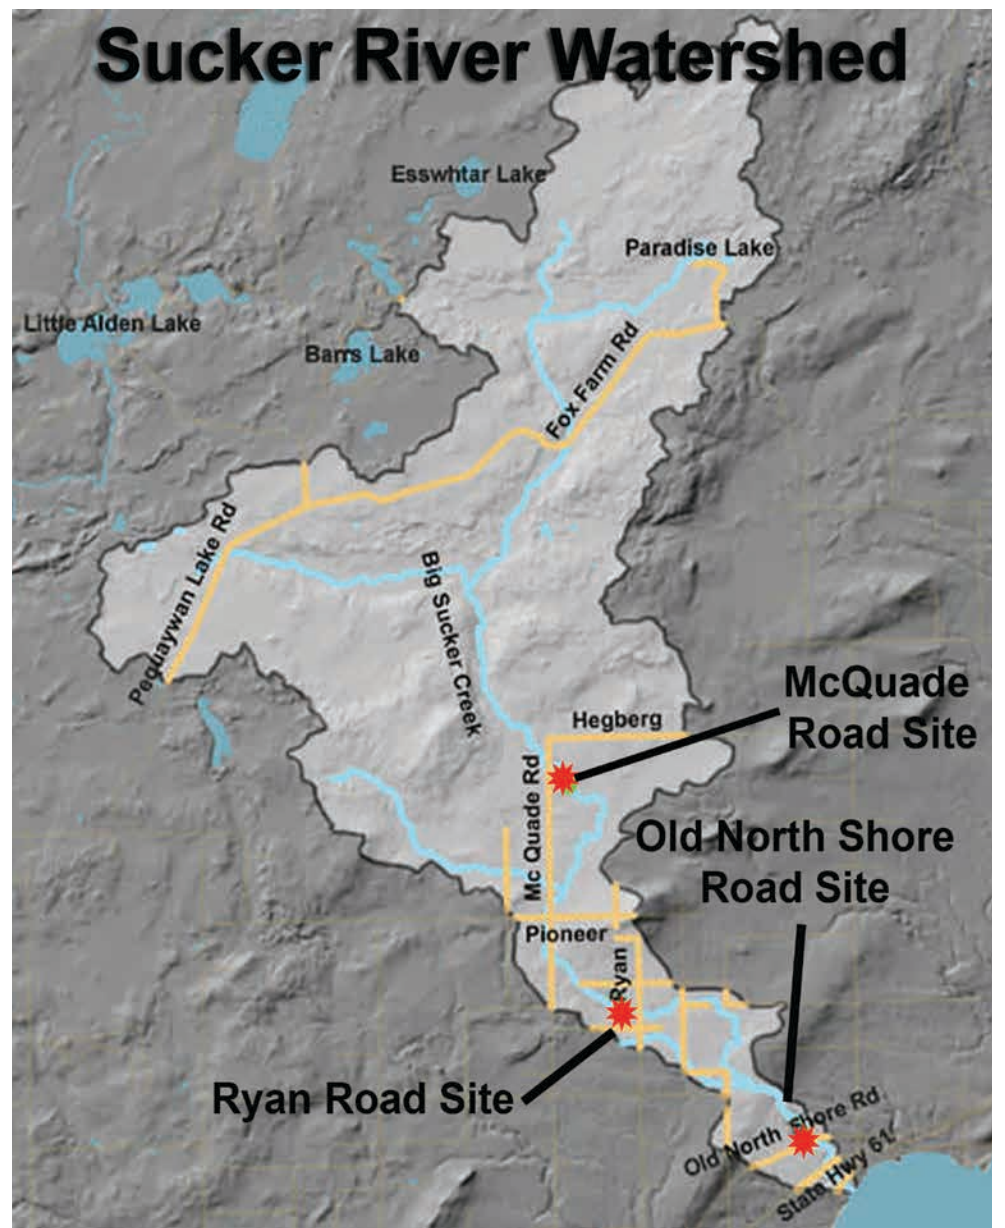 Sucker River Watershed
Esswhtar Lake
Paradise Lake
Little Alden Lake
Barrs Lake
Fox Farm Rd
Pequaywan Lake Rd
Big Sucker Creek
McQuade
Road Site
Hegberg
Mc Quade Rd
Old North Shore
Road Site
Pioneer
Ryan
Ryan Road Site
Old North Shore Rd
State Hwy 61